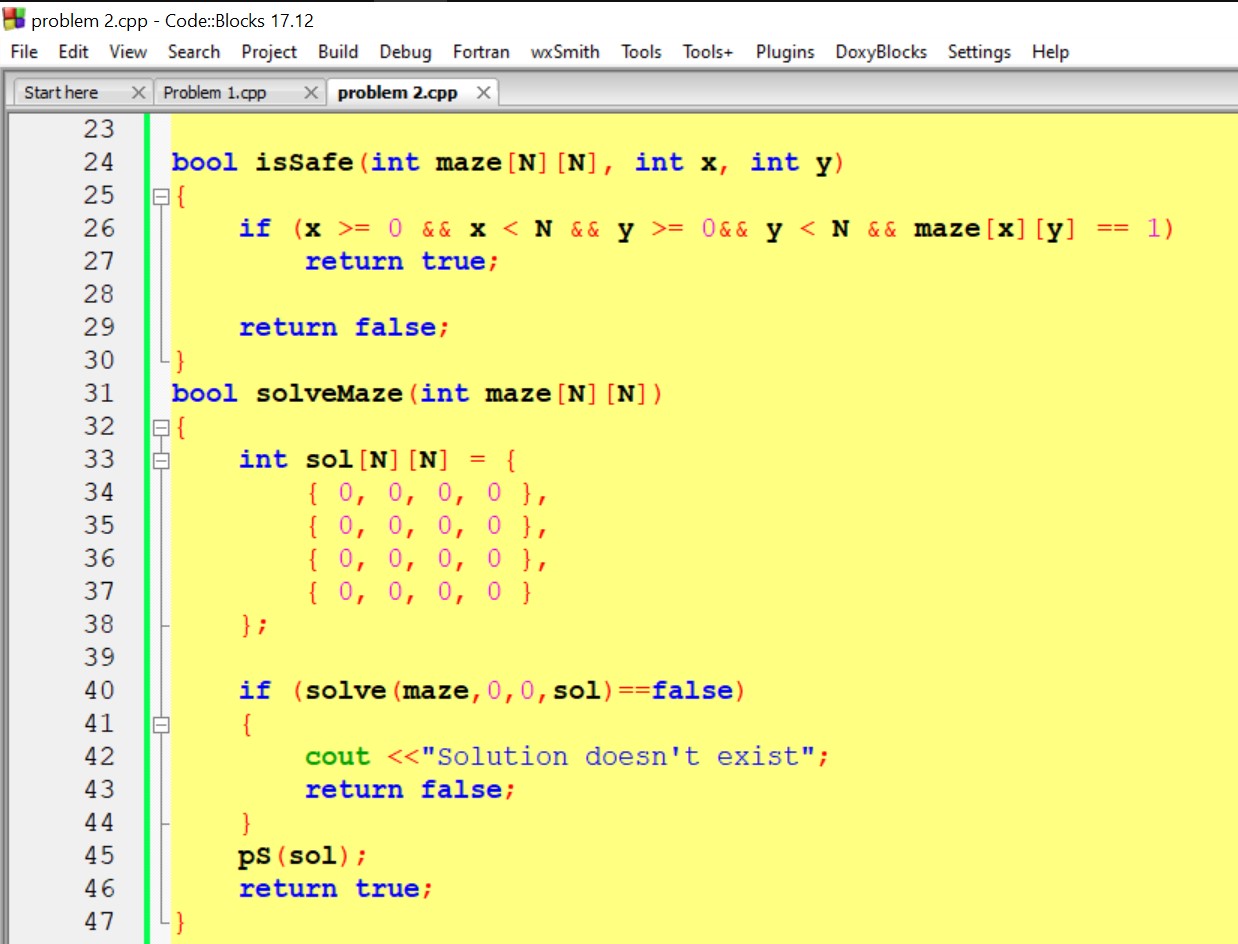 problem 2.cpp - Code::Blocks 17.12
File Edit View Search Project Build Debug Fortran wxSmith Tools Tools+ Plugins DoxyBlocks Settings Help
Start here Problem 1.cpp problem 2.cpp
23
24 bool isSafe(int maze[N][N], int x, int y)
25 {
26 if (x >= 0 && x < N && y >= 0&& y < N && maze[x][y] == 1)
27 return true;
28
29 return false;
30 }
31 bool solveMaze(int maze[N][N])
32 {
33 int sol[N][N] = {
34 { 0, 0, 0, 0 },
35 { 0, 0, 0, 0 },
36 { 0, 0, 0, 0 },
37 { 0, 0, 0, 0 }
38 };
39
40 if (solve(maze,0,0,sol)==false)
41 {
42 cout <<"Solution doesn't exist";
43 return false;
44 }
45 pS(sol);
46 return true;
47 }